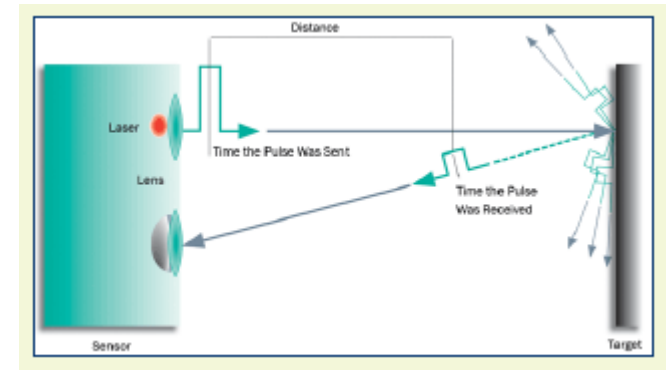 Distance
Laser
Time the Pulse Was Sent
Lens
Time the Pulse
Was Received
Sensor
Target